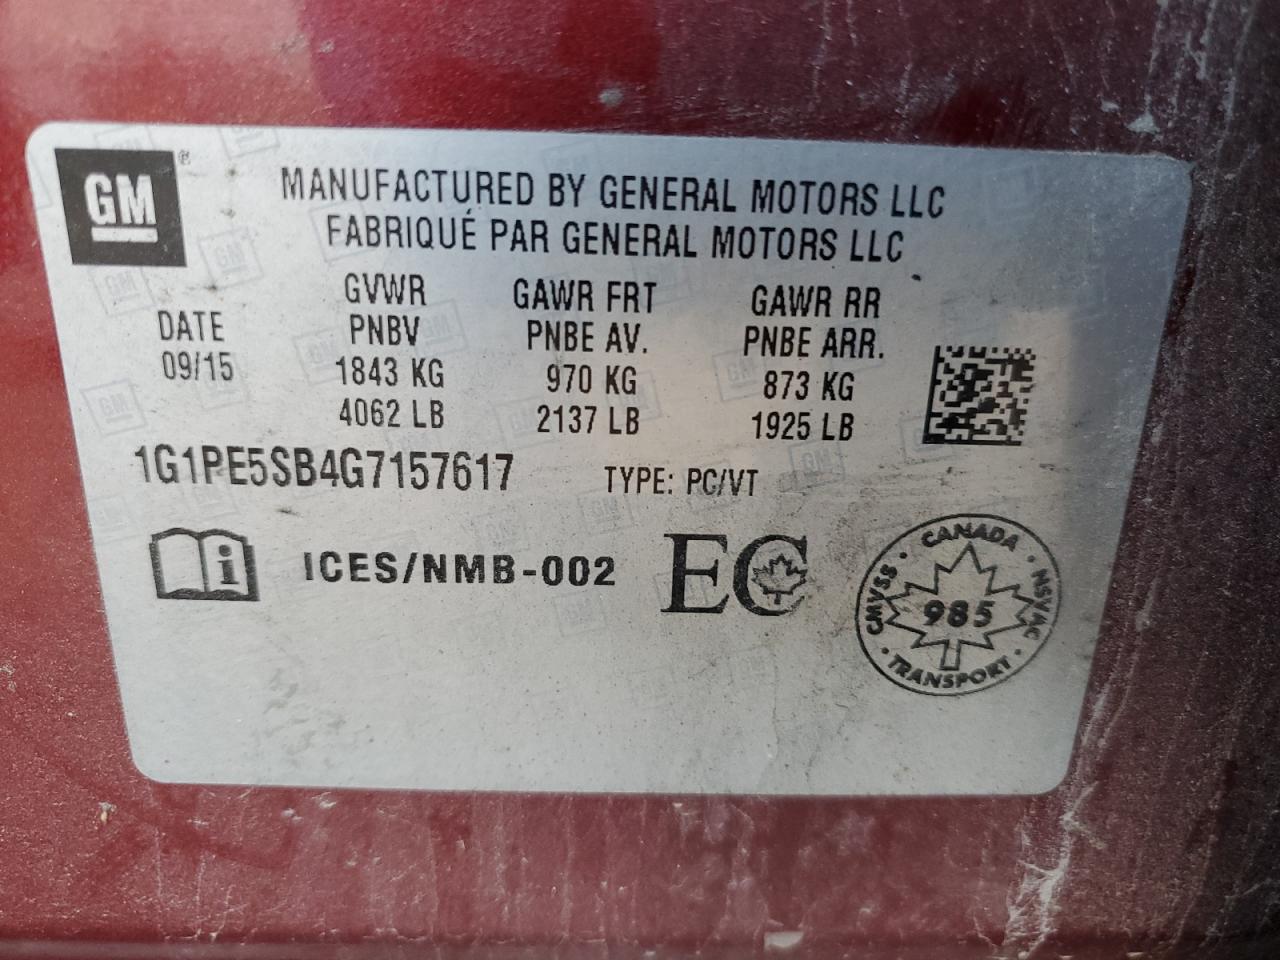 GM ®
MANUFACTURED BY GENERAL MOTORS LLC
FABRIQUÉ PAR GENERAL MOTORS LLC
DATE
09/15
GVWR
PNBV
1843 KG
4062 LB
GAWR FRT
PNBE AV.
970 KG
2137 LB
GAWR RR
PNBE ARR.
873 KG
1925 LB
1G1PE5SB4G7157617 TYPE: PC/VT
i
ICES/NMB-002
EC
CANADA
CMVSS · NSVAC
985
TRANSPORT